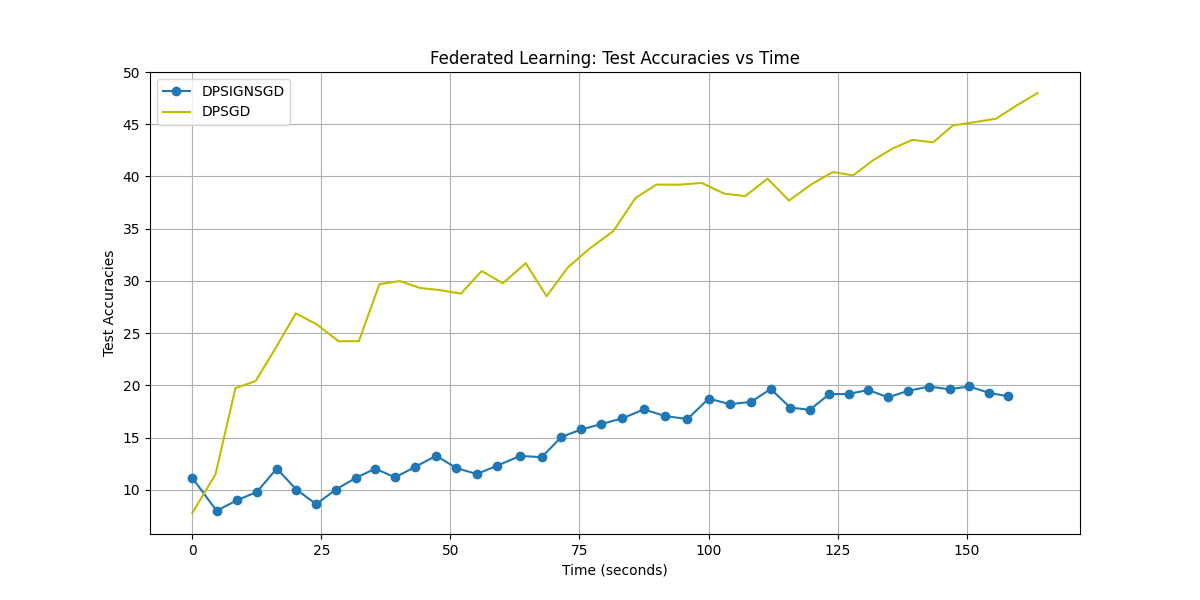 Federated Learning: Test Accuracies vs Time
DPSIGNSGD
DPSGD
Test Accuracies
50
45
40
35
30
25
20
15
10
0 25 50 75 100 125 150
Time (seconds)